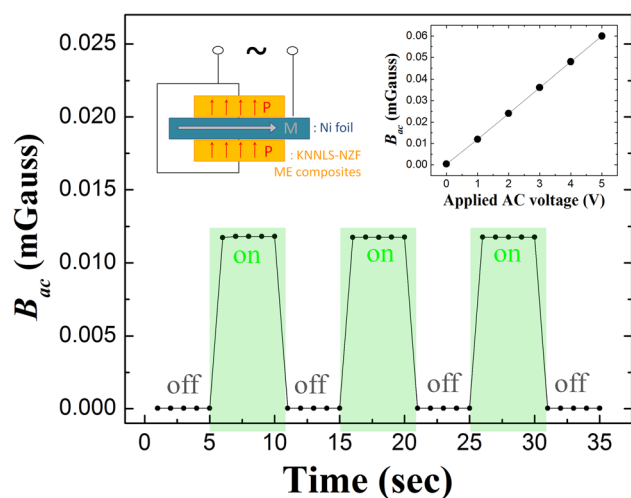 0.025
0.020
0.015
0.010
0.005
0.000
B_ac (mGauss)
~
P
M
: Ni foil
P
: KNNLS-NZF
ME composites
0.06
0.05
0.04
0.03
0.02
0.01
0.00
B_ac (mGauss)
0 1 2 3 4 5
Applied AC voltage (V)
on on on
off off off off
0 5 10 15 20 25 30 35
Time (sec)